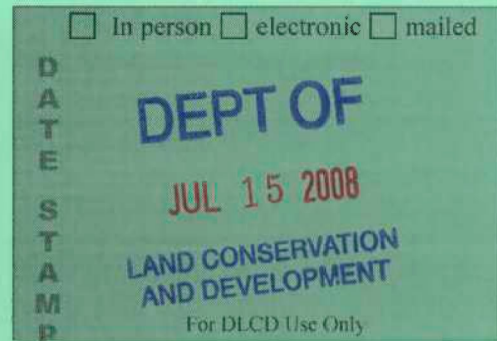 ☐ In person ☐ electronic ☐ mailed
DATE STAMP
DEPT OF
JUL 15 2008
LAND CONSERVATION
AND DEVELOPMENT
For DLCD Use Only